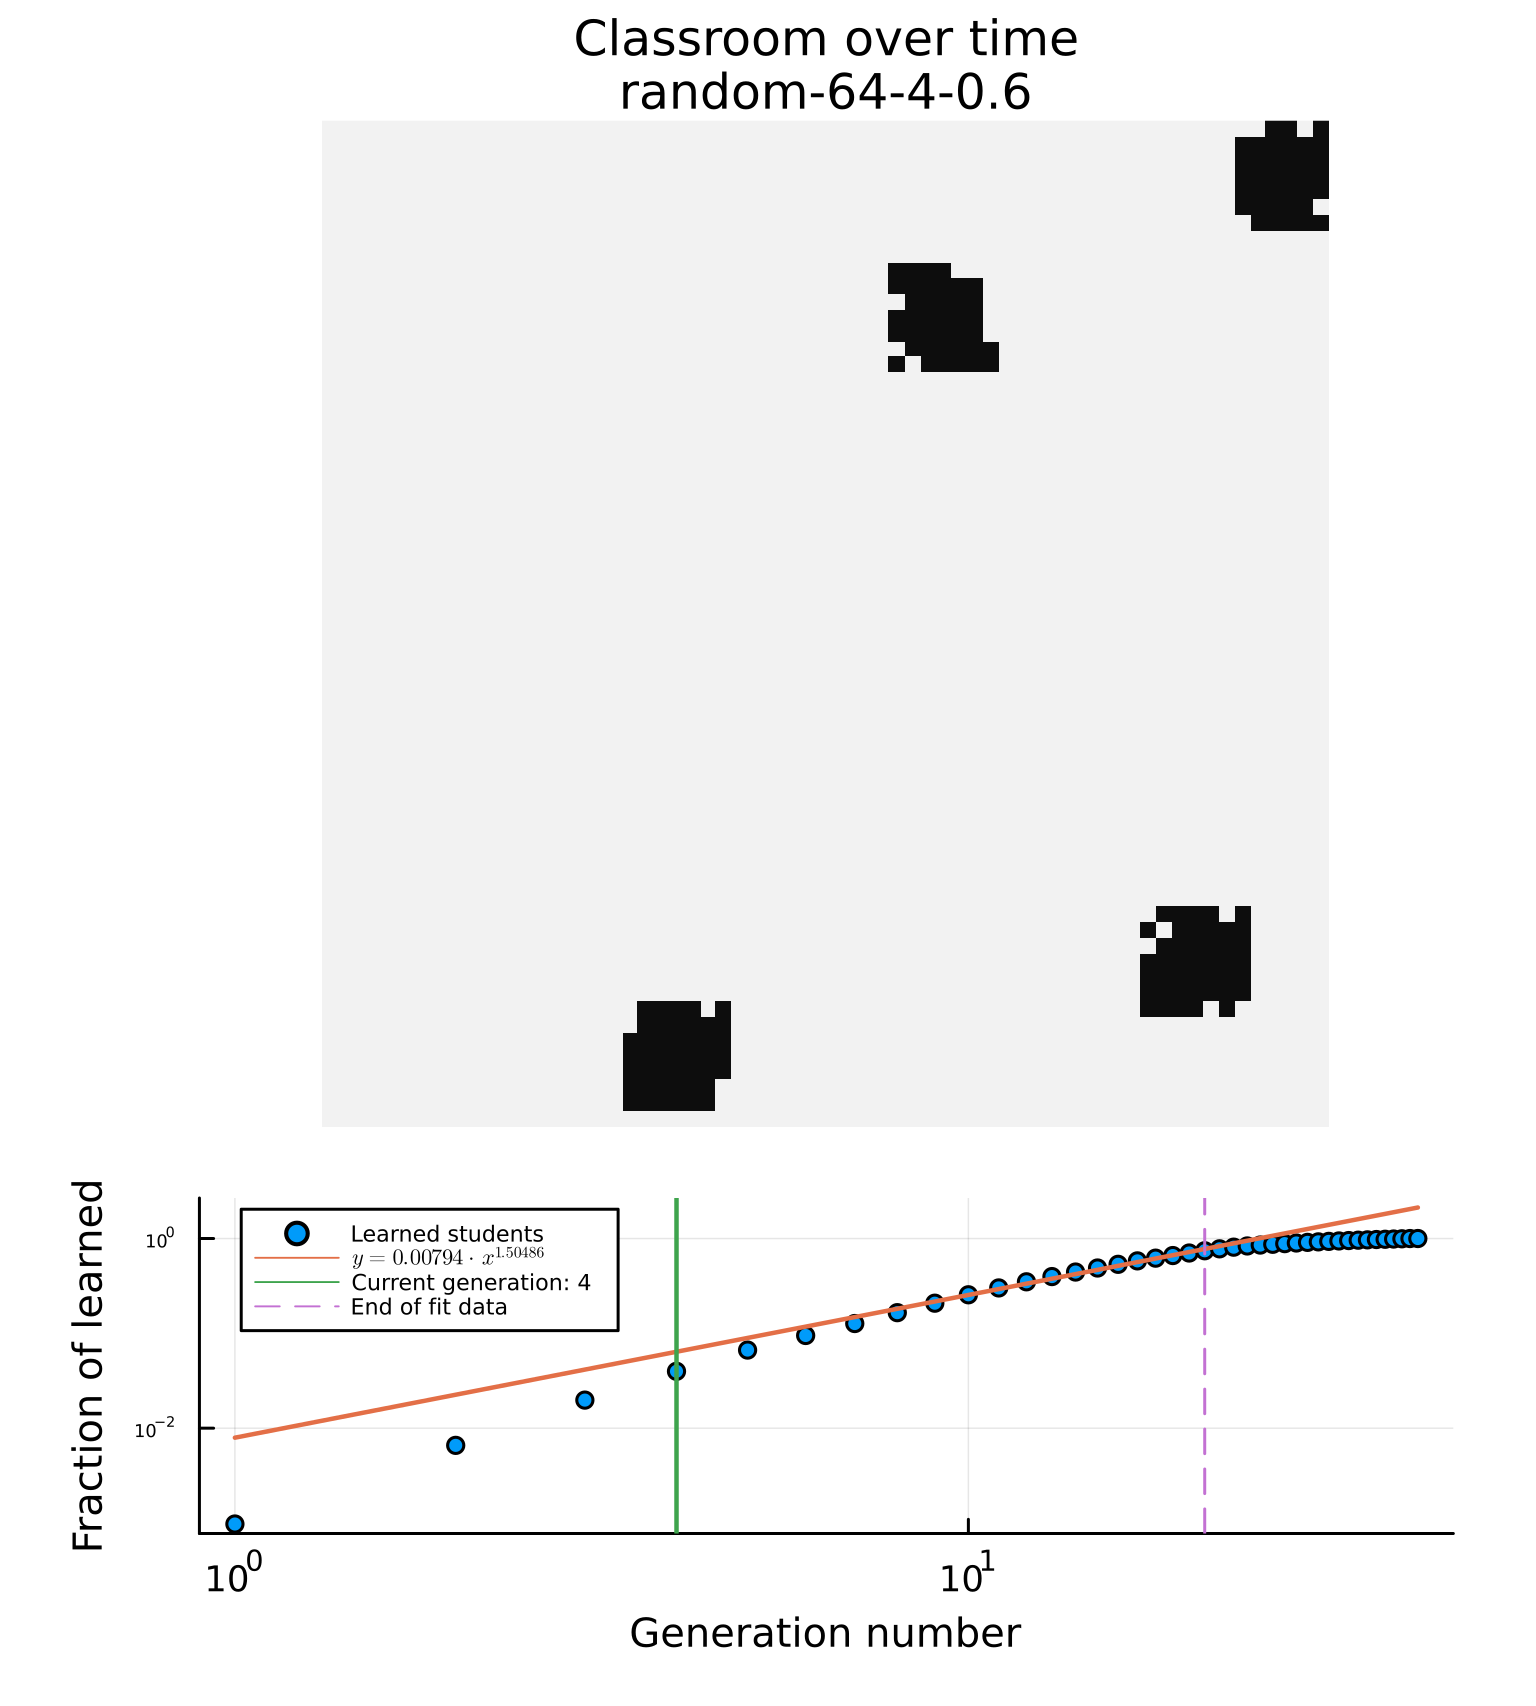 Classroom over time
random-64-4-0.6
Learned students
y = 0.00794 · x^1.50486
Current generation: 4
End of fit data
Fraction of learned
10^0
10^-2
10^0
10^1
Generation number